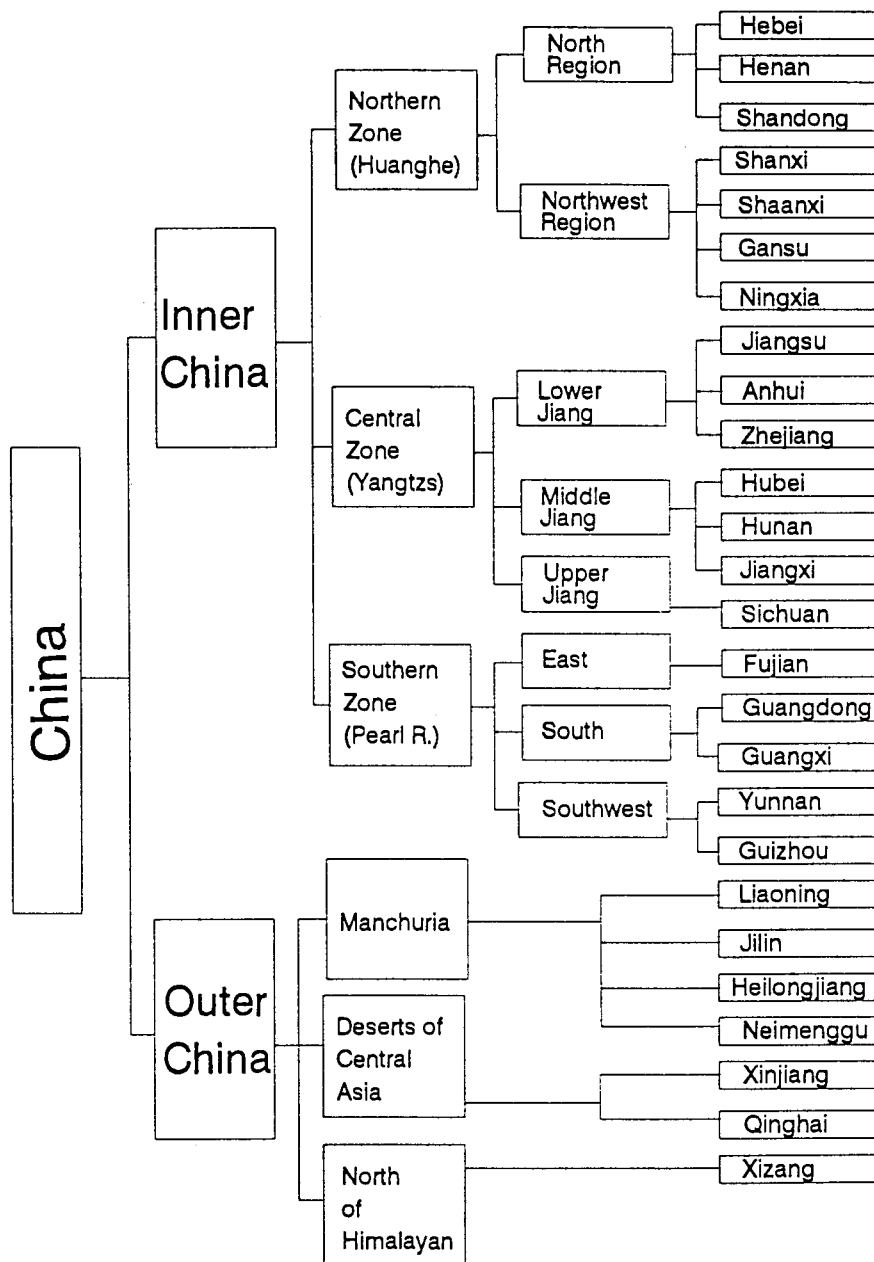 China
Inner
China
Northern
Zone
(Huanghe)
North
Region
Hebei
Henan
Shandong
Northwest
Region
Shanxi
Shaanxi
Gansu
Ningxia
Central
Zone
(Yangtzs)
Lower
Jiang
Jiangsu
Anhui
Zhejiang
Middle
Jiang
Hubei
Hunan
Jiangxi
Upper
Jiang
Sichuan
Southern
Zone
(Pearl R.)
East
Fujian
South
Guangdong
Guangxi
Southwest
Yunnan
Guizhou
Outer
China
Manchuria
Liaoning
Jilin
Heilongjiang
Neimenggu
Deserts of
Central
Asia
Xinjiang
Qinghai
North
of
Himalayan
Xizang